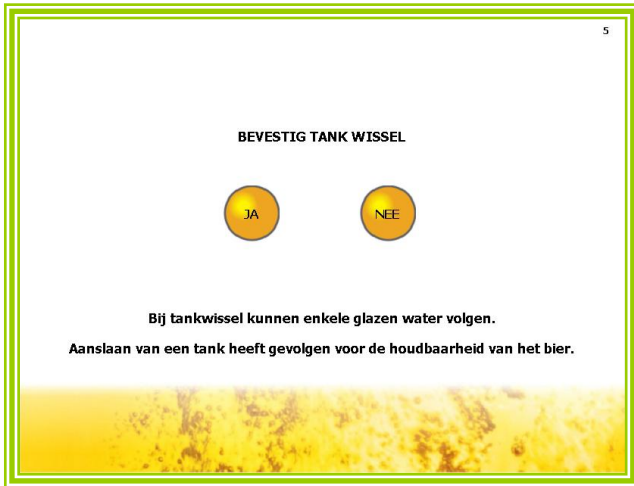 5
BEVESTIG TANK WISSEL
JA
NEE
Bij tankwissel kunnen enkele glazen water volgen.
Aanslaan van een tank heeft gevolgen voor de houdbaarheid van het bier.